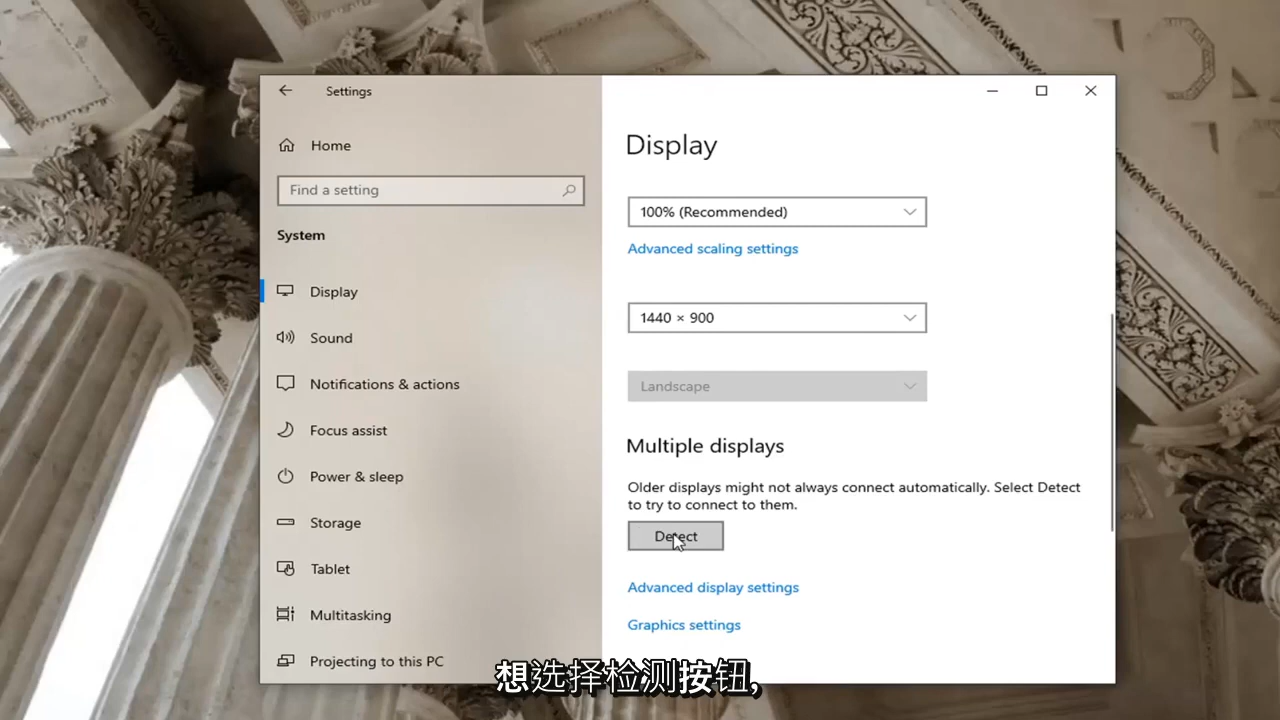 Settings
Home
Find a setting
System
Display
Sound
Notifications & actions
Focus assist
Power & sleep
Storage
Tablet
Multitasking
Projecting to this PC
Display
100% (Recommended)
Advanced scaling settings
1440 × 900
Landscape
Multiple displays
Older displays might not always connect automatically. Select Detect
to try to connect to them.
Detect
Advanced display settings
Graphics settings
想选择检测按钮,